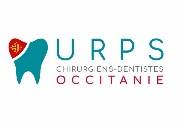 URPS
CHIRURGIENS-DENTISTES
OCCITANIE